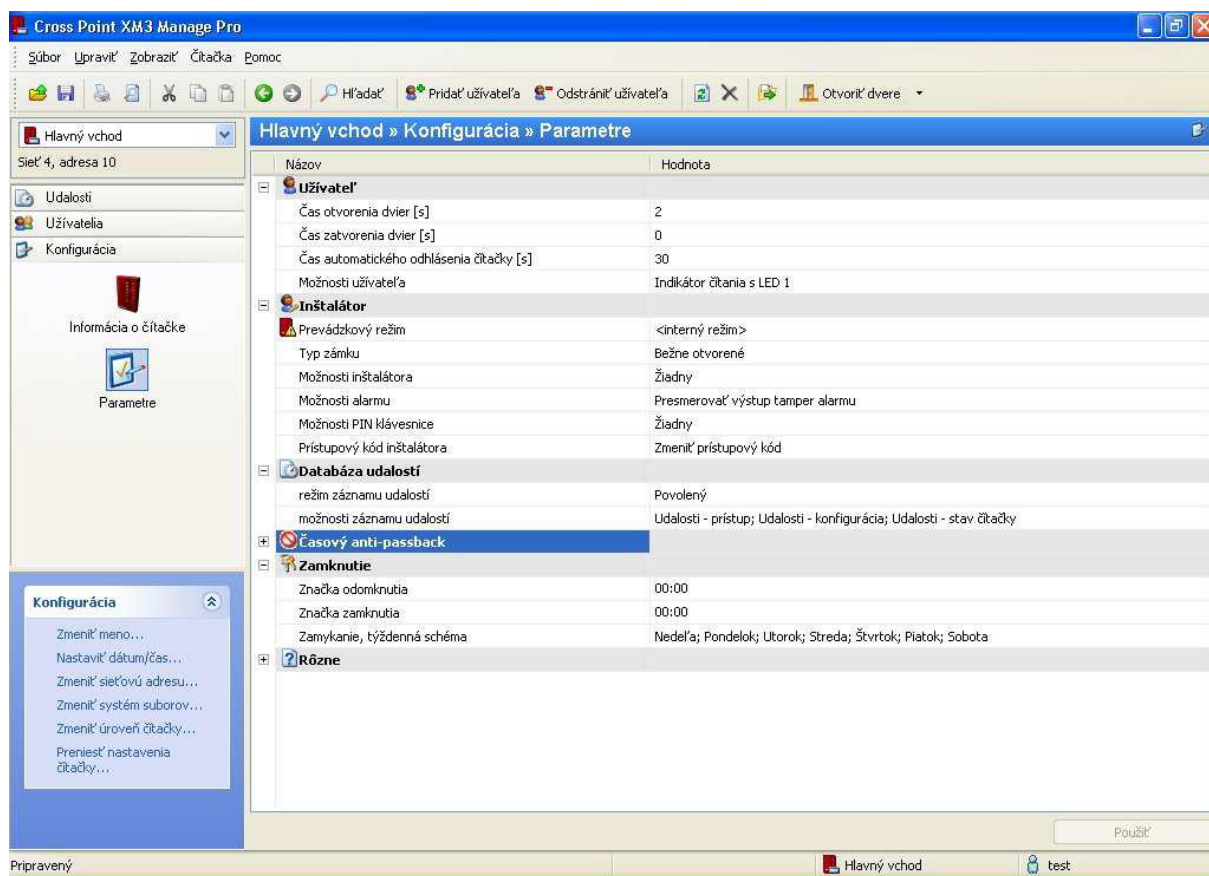 Cross Point XM3 Manage Pro
Súbor Upraviť Zobraziť Čítačka Pomoc
Hľadať Pridať užívateľa Odstrániť užívateľa Otvoriť dvere
Hlavný vchod
Sieť 4, adresa 10
Udalosti
Užívatelia
Konfigurácia
Informácia o čítačke
Parametre
Konfigurácia
Zmeniť meno...
Nastaviť dátum/čas...
Zmeniť sieťovú adresu...
Zmeniť systém suborov...
Zmeniť úroveň čítačky...
Preniesť nastavenia
čítačky...
Hlavný vchod » Konfigurácia » Parametre
Názov Hodnota
Užívateľ
Čas otvorenia dvier [s] 2
Čas zatvorenia dvier [s] 0
Čas automatického odhlásenia čítačky [s] 30
Možnosti užívateľa Indikátor čítania s LED 1
Inštalátor
Prevádzkový režim <interný režim>
Typ zámku Bežne otvorené
Možnosti inštalátora Žiadny
Možnosti alarmu Presmerovať výstup tamper alarmu
Možnosti PIN klávesnice Žiadny
Prístupový kód inštalátora Zmeniť prístupový kód
Databáza udalostí
režim záznamu udalostí Povolený
možnosti záznamu udalostí Udalosti - prístup; Udalosti - konfigurácia; Udalosti - stav čítačky
Časový anti-passback
Zamknutie
Značka odomknutia 00:00
Značka zamknutia 00:00
Zamykanie, týždenná schéma Nedeľa; Pondelok; Utorok; Streda; Štvrtok; Piatok; Sobota
Rôzne
Použiť
Pripravený Hlavný vchod test